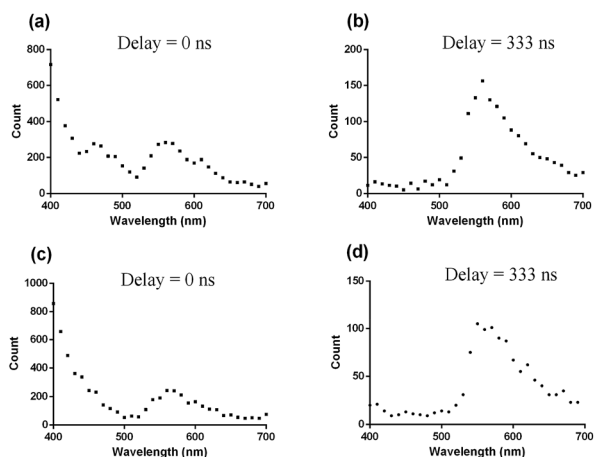 (a)
Delay = 0 ns
800
600
400
200
0
Count
400
500
600
700
Wavelength (nm)
(b)
Delay = 333 ns
200
150
100
50
0
Count
400
500
600
700
Wavelength (nm)
(c)
Delay = 0 ns
1000
800
600
400
200
0
Count
400
500
600
700
Wavelength (nm)
(d)
Delay = 333 ns
150
100
50
0
Count
400
500
600
700
Wavelength (nm)